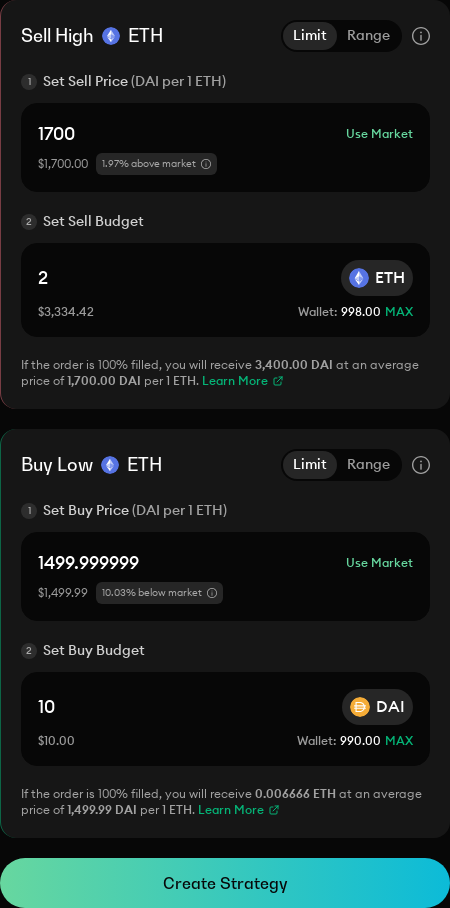 Sell High ETH Limit Range
1 Set Sell Price (DAI per 1 ETH)
1700 Use Market
$1,700.00 1.97% above market
2 Set Sell Budget
2 ETH
$3,334.42 Wallet: 998.00 MAX
If the order is 100% filled, you will receive 3,400.00 DAI at an average
price of 1,700.00 DAI per 1 ETH. Learn More
Buy Low ETH Limit Range
1 Set Buy Price (DAI per 1 ETH)
1499.999999 Use Market
$1,499.99 10.03% below market
2 Set Buy Budget
10 DAI
$10.00 Wallet: 990.00 MAX
If the order is 100% filled, you will receive 0.006666 ETH at an average
price of 1,499.99 DAI per 1 ETH. Learn More
Create Strategy